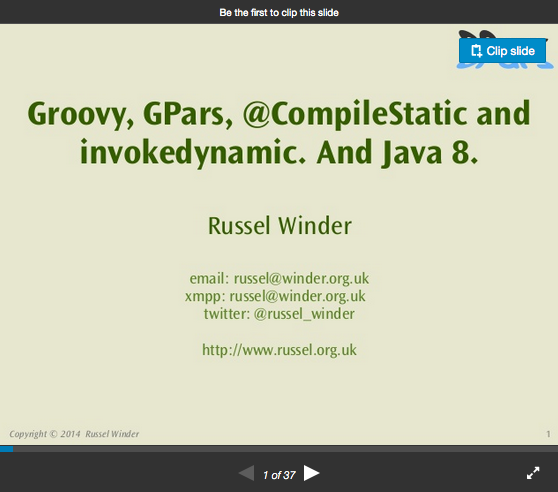 Be the first to clip this slide
Clip slide
Groovy, GPars, @CompileStatic and
invokedynamic. And Java 8.
Russel Winder
email: russel@winder.org.uk
xmpp: russel@winder.org.uk
twitter: @russel_winder
http://www.russel.org.uk
Copyright © 2014 Russel Winder
1
1 of 37